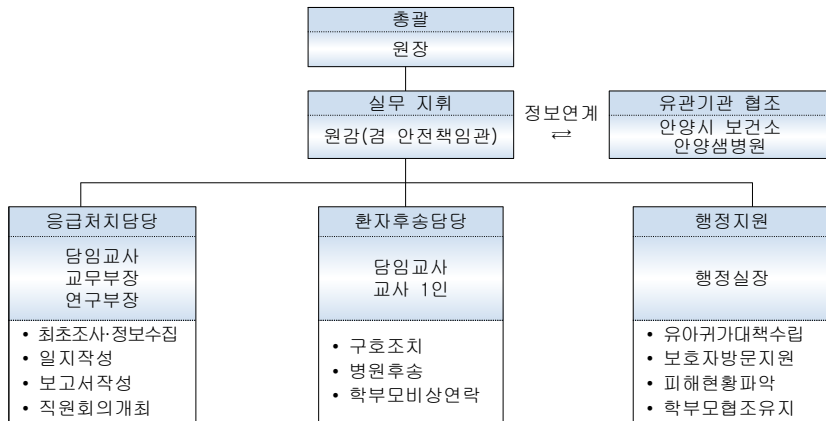 총괄
원장
실무 지휘
원감(겸 안전책임관)
정보연계
⇄
유관기관 협조
안양시 보건소
안양샘병원
응급처치담당
담임교사
교무부장
연구부장
• 최초조사·정보수집
• 일지작성
• 보고서작성
• 직원회의개최
환자후송담당
담임교사
교사 1인
• 구호조치
• 병원후송
• 학부모비상연락
행정지원
행정실장
• 유아귀가대책수립
• 보호자방문지원
• 피해현황파악
• 학부모협조유지